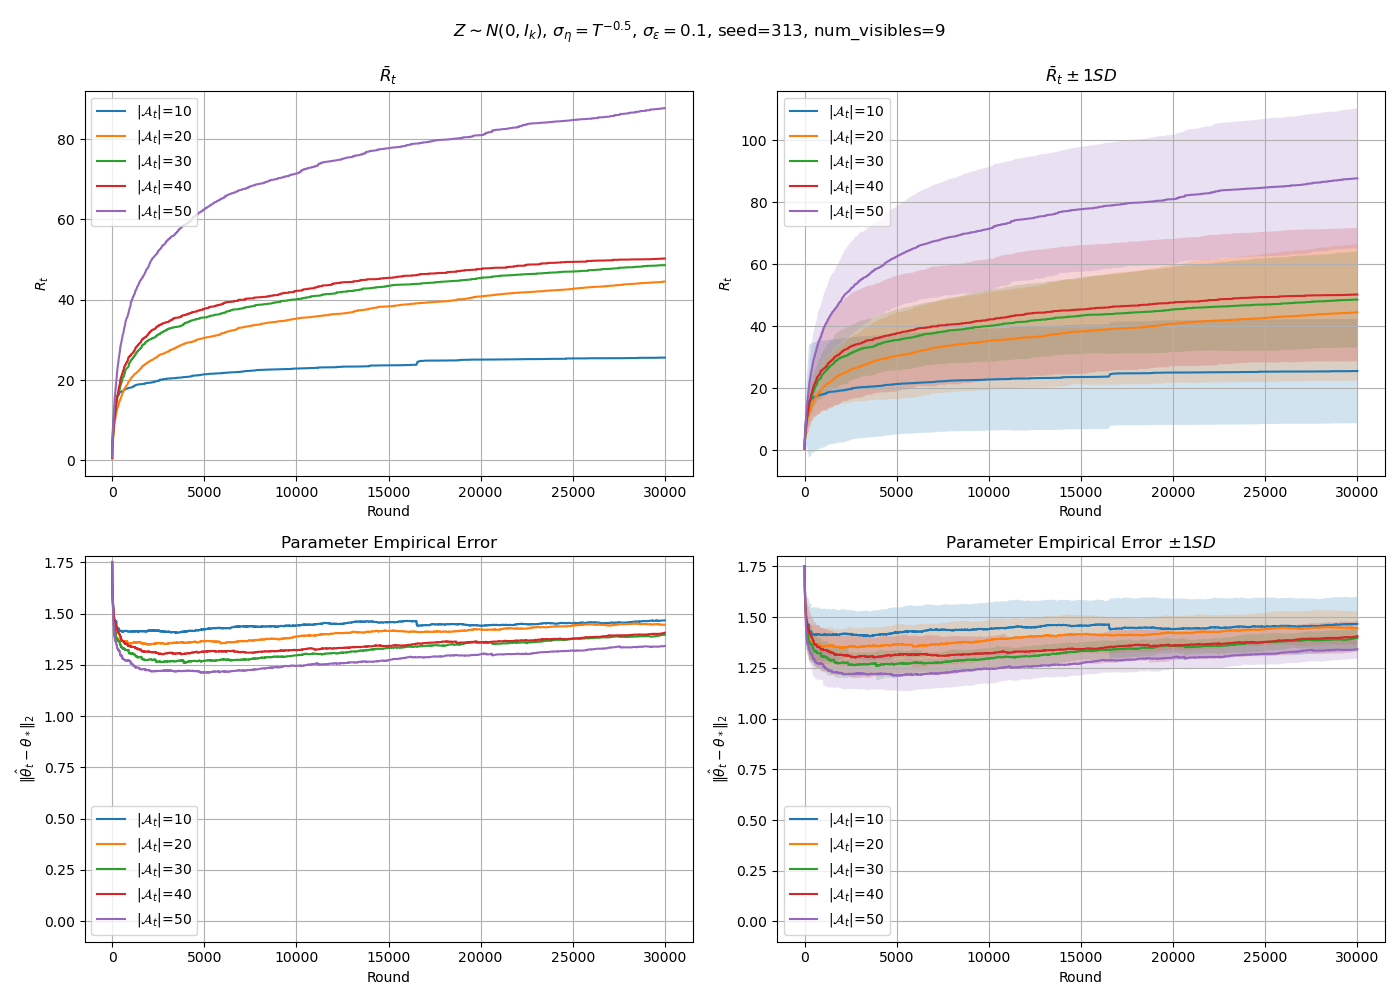 Z ∼ N(0, I_k), σ_η = T^{−0.5}, σ_ε = 0.1, seed=313, num_visibles=9
R̄_t
R_t
80
60
40
20
0
|𝒜_t|=10
|𝒜_t|=20
|𝒜_t|=30
|𝒜_t|=40
|𝒜_t|=50
0 5000 10000 15000 20000 25000 30000
Round
R̄_t ± 1SD
R_t
100
80
60
40
20
0
|𝒜_t|=10
|𝒜_t|=20
|𝒜_t|=30
|𝒜_t|=40
|𝒜_t|=50
0 5000 10000 15000 20000 25000 30000
Round
Parameter Empirical Error
‖θ̂_t − θ_*‖_2
1.75
1.50
1.25
1.00
0.75
0.50
0.25
0.00
|𝒜_t|=10
|𝒜_t|=20
|𝒜_t|=30
|𝒜_t|=40
|𝒜_t|=50
0 5000 10000 15000 20000 25000 30000
Round
Parameter Empirical Error ±1SD
‖θ̂_t − θ_*‖_2
1.75
1.50
1.25
1.00
0.75
0.50
0.25
0.00
|𝒜_t|=10
|𝒜_t|=20
|𝒜_t|=30
|𝒜_t|=40
|𝒜_t|=50
0 5000 10000 15000 20000 25000 30000
Round